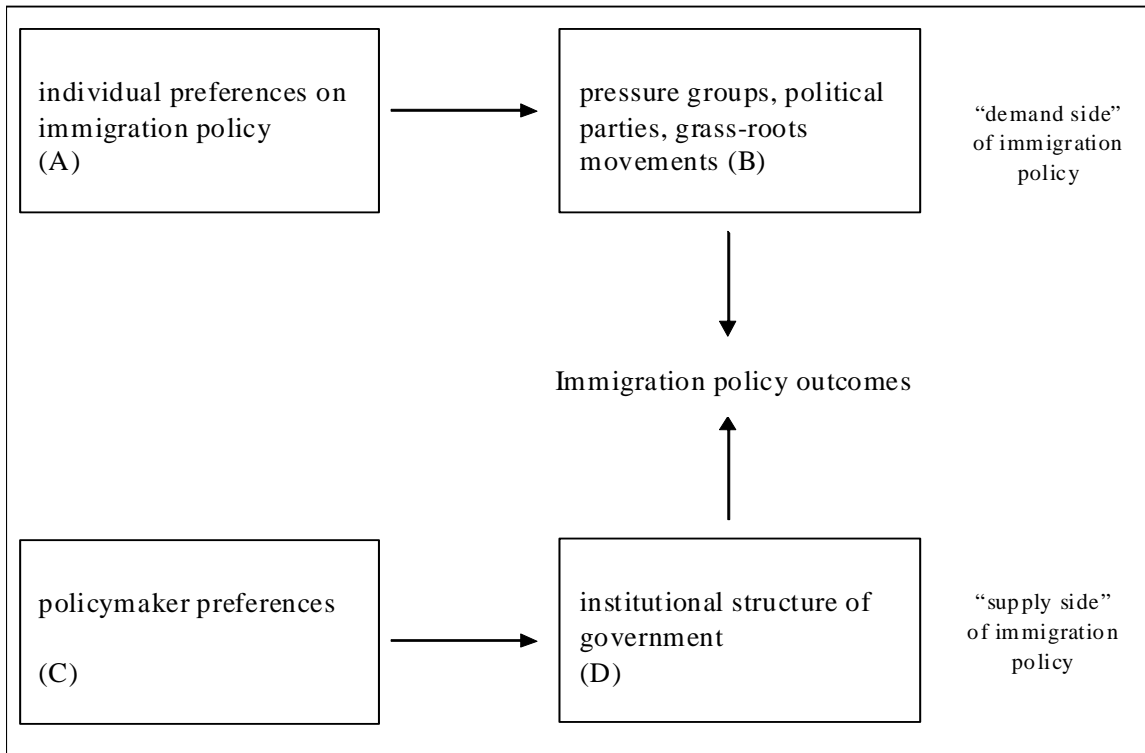 individual preferences on
immigration policy
(A)
pressure groups, political
parties, grass-roots
movements (B)
“demand side”
of immigration
policy
Immigration policy outcomes
policymaker preferences
(C)
institutional structure of
government
(D)
“supply side”
of immigration
policy